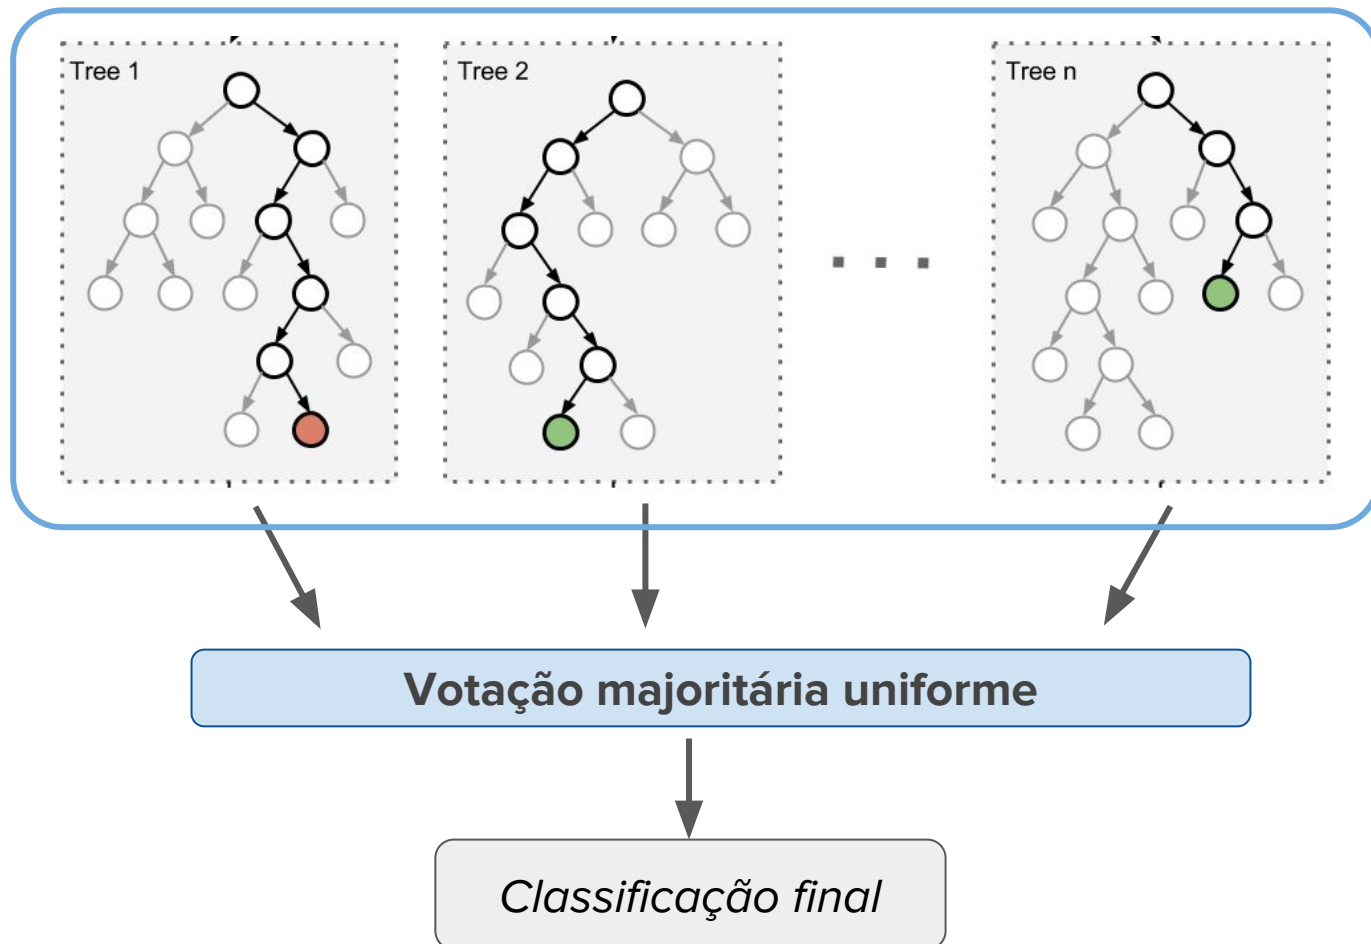 Tree 1
Tree 2
Tree n
Votação majoritária uniforme
Classificação final